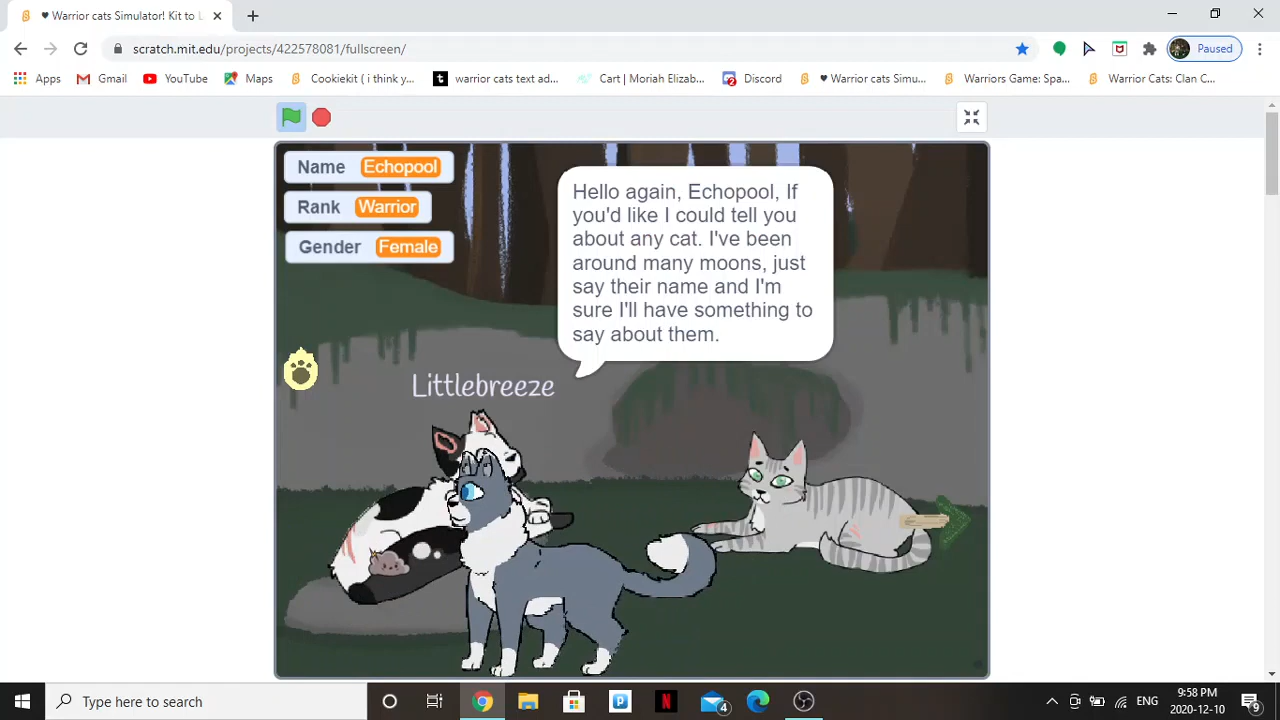 ♥ Warrior cats Simulator! Kit to L
scratch.mit.edu/projects/422578081/fullscreen/
Paused
Apps
Gmail
YouTube
Maps
Cookiekit ( i think y...
warrior cats text ad...
Cart | Moriah Elizab...
Discord
♥ Warrior cats Simu...
Warriors Game: Spa...
Warrior Cats: Clan C...
Name Echopool
Rank Warrior
Gender Female
Hello again, Echopool, If
you'd like I could tell you
about any cat. I've been
around many moons, just
say their name and I'm
sure I'll have something to
say about them.
Littlebreeze
Type here to search
4
ENG
9:58 PM
2020-12-10
9